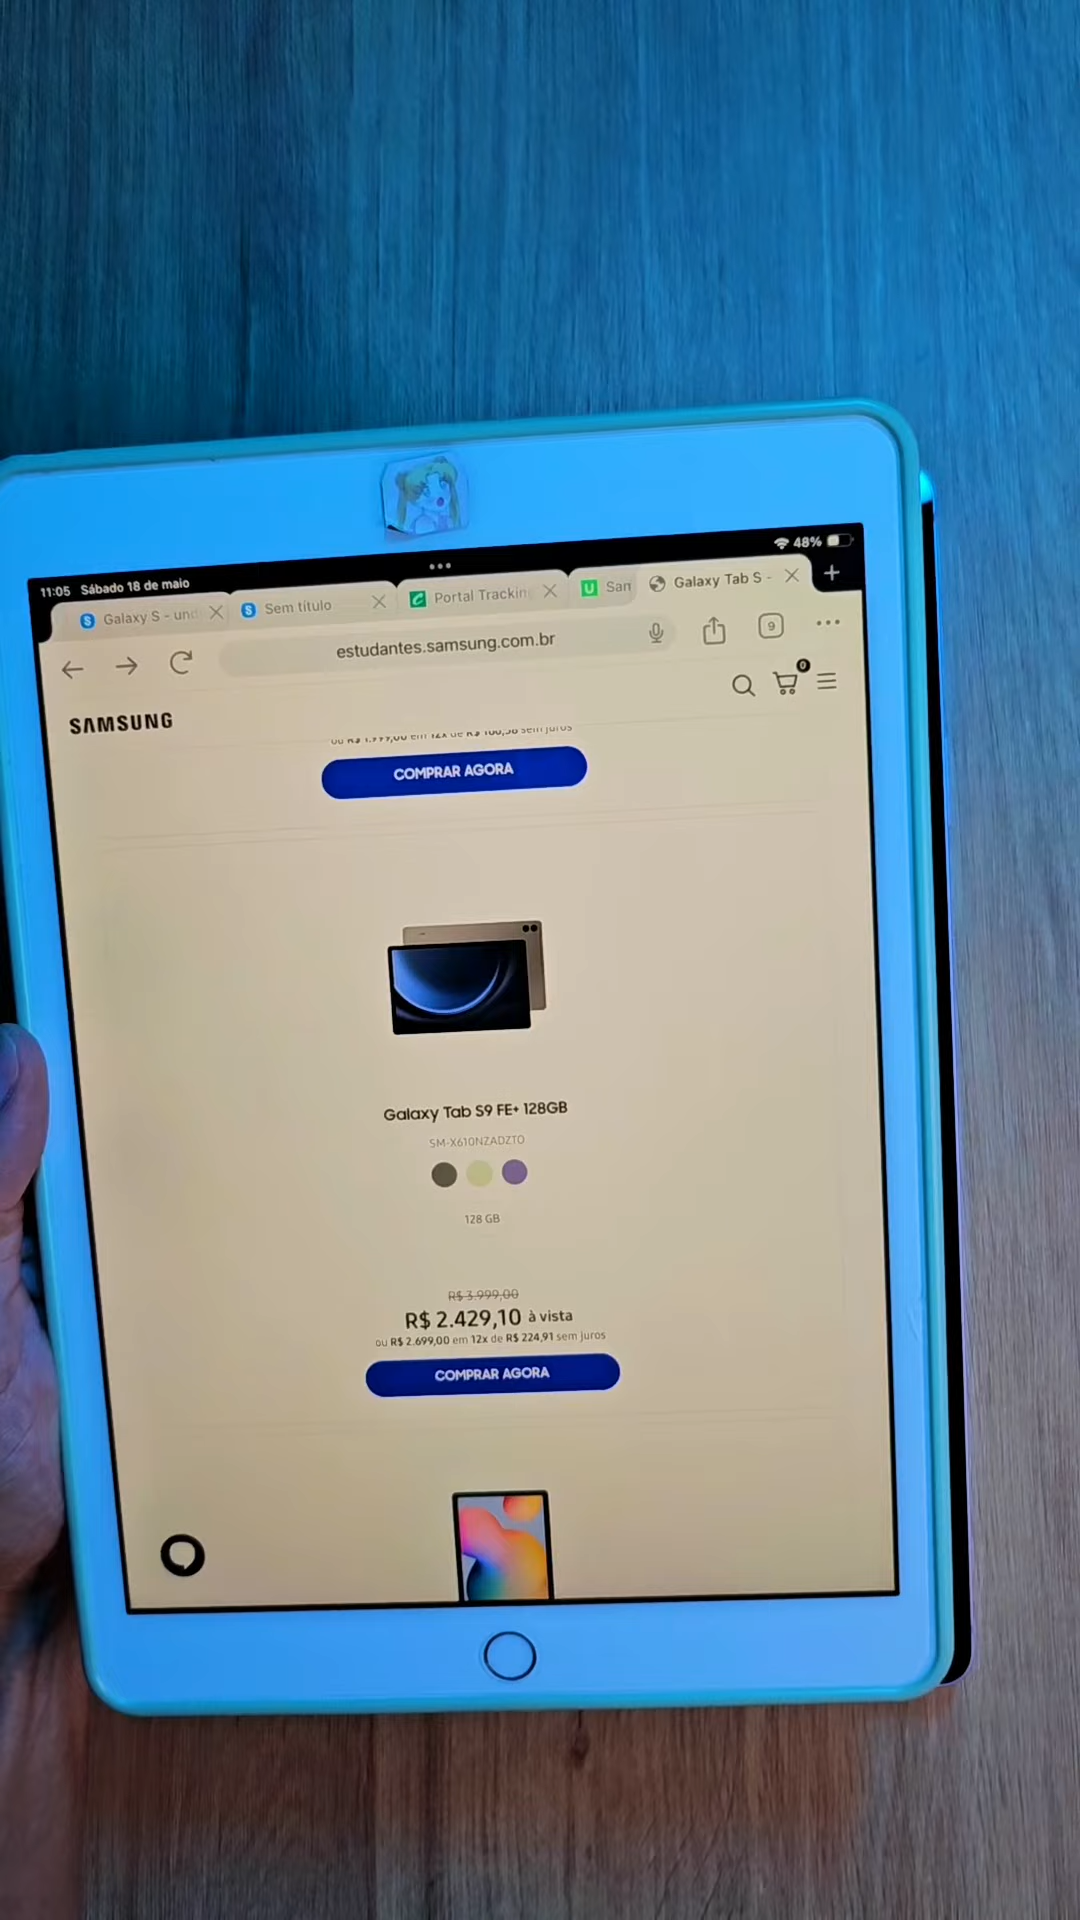 11:05 Sábado 18 de maio
48%
Galaxy S - und
Sem título
Portal Trackin
San
Galaxy Tab S -
estudantes.samsung.com.br
9
SAMSUNG
0
ou R$ 1.999,00 em 12x de R$ 166,58 sem juros
COMPRAR AGORA
Galaxy Tab S9 FE+ 128GB
SM-X610NZADZTO
128 GB
R$ 3.999,00
R$ 2.429,10 à vista
ou R$ 2.699,00 em 12x de R$ 224,91 sem juros
COMPRAR AGORA